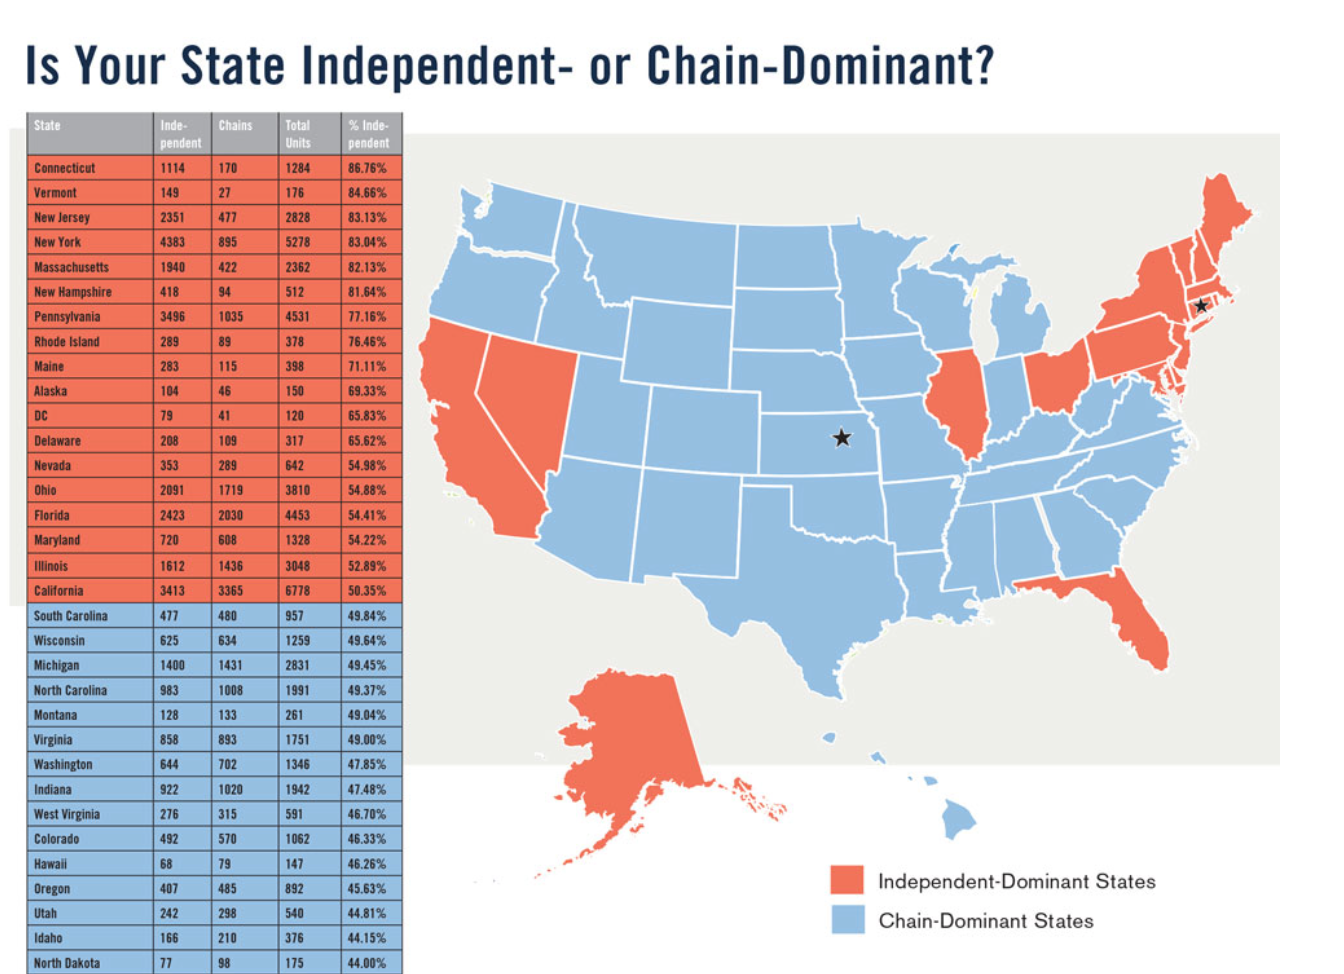 Is Your State Independent- or Chain-Dominant?
State Inde- Chains Total % Inde-
pendent Units pendent
Connecticut 1114 170 1284 86.76%
Vermont 149 27 176 84.66%
New Jersey 2351 477 2828 83.13%
New York 4383 895 5278 83.04%
Massachusetts 1940 422 2362 82.13%
New Hampshire 418 94 512 81.64%
Pennsylvania 3496 1035 4531 77.16%
Rhode Island 289 89 378 76.46%
Maine 283 115 398 71.11%
Alaska 104 46 150 69.33%
DC 79 41 120 65.83%
Delaware 208 109 317 65.62%
Nevada 353 289 642 54.98%
Ohio 2091 1719 3810 54.88%
Florida 2423 2030 4453 54.41%
Maryland 720 608 1328 54.22%
Illinois 1612 1436 3048 52.89%
California 3413 3365 6778 50.35%
South Carolina 477 480 957 49.84%
Wisconsin 625 634 1259 49.64%
Michigan 1400 1431 2831 49.45%
North Carolina 983 1008 1991 49.37%
Montana 128 133 261 49.04%
Virginia 858 893 1751 49.00%
Washington 644 702 1346 47.85%
Indiana 922 1020 1942 47.48%
West Virginia 276 315 591 46.70%
Colorado 492 570 1062 46.33%
Hawaii 68 79 147 46.26%
Oregon 407 485 892 45.63%
Utah 242 298 540 44.81%
Idaho 166 210 376 44.15%
North Dakota 77 98 175 44.00%
Independent-Dominant States
Chain-Dominant States